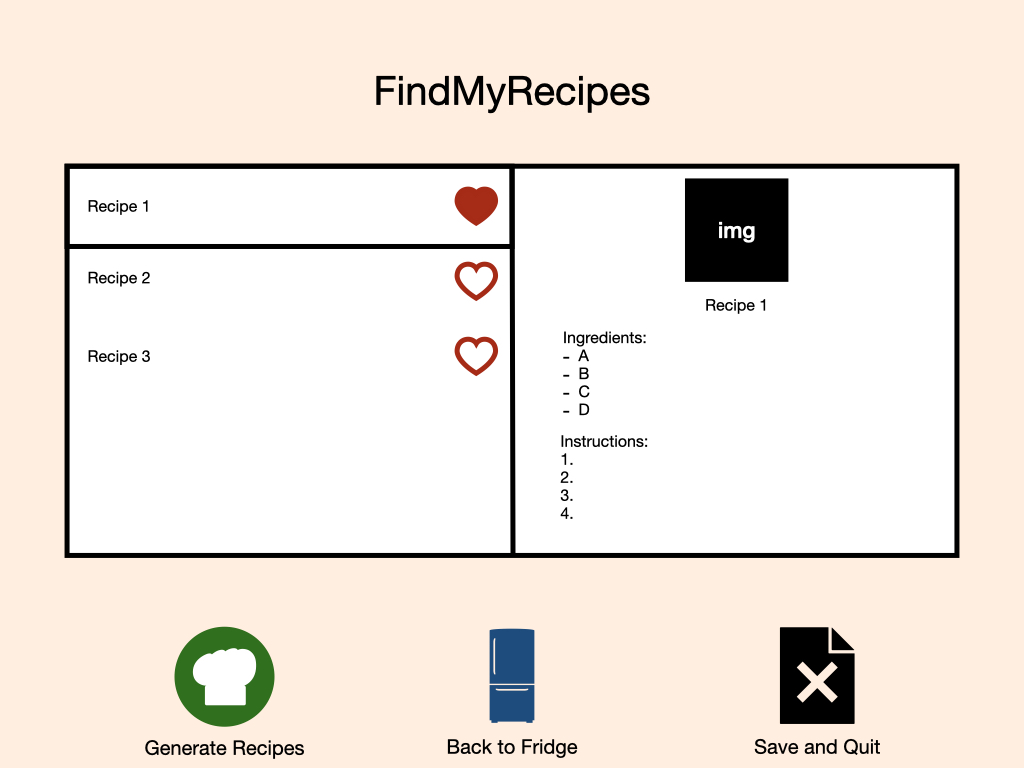 FindMyRecipes
Recipe 1
Recipe 2
Recipe 3
img
Recipe 1
Ingredients:
- A
- B
- C
- D
Instructions:
1.
2.
3.
4.
Generate Recipes
Back to Fridge
Save and Quit